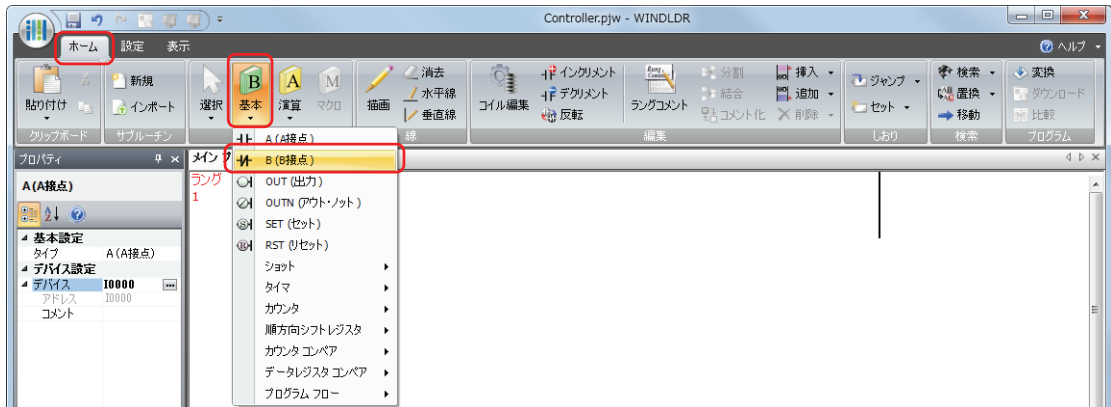 Controller.pjw - WINDLDR
ホーム 設定 表示 ヘルプ
貼り付け 新規 インポート 選択 基本 演算 マクロ 描画 消去 水平線 垂直線 コイル編集 インクリメント デクリメント 反転 ラングコメント 分割 結合 コメント化 挿入 追加 削除 ジャンプ セット 検索 置換 移動 変換 ダウンロード 比較
クリップボード サブルーチン 線 編集 しおり 検索 プログラム
プロパティ
メイン
A(A接点)
基本設定
タイプ A(A接点)
デバイス設定
デバイス I0000
アドレス I0000
コメント
ラング
1
A (A接点)
B (B接点)
OUT (出力)
OUTN (アウト・ノット)
SET (セット)
RST (リセット)
ショット
タイマ
カウンタ
順方向シフトレジスタ
カウンタ コンペア
データレジスタ コンペア
プログラム フロー